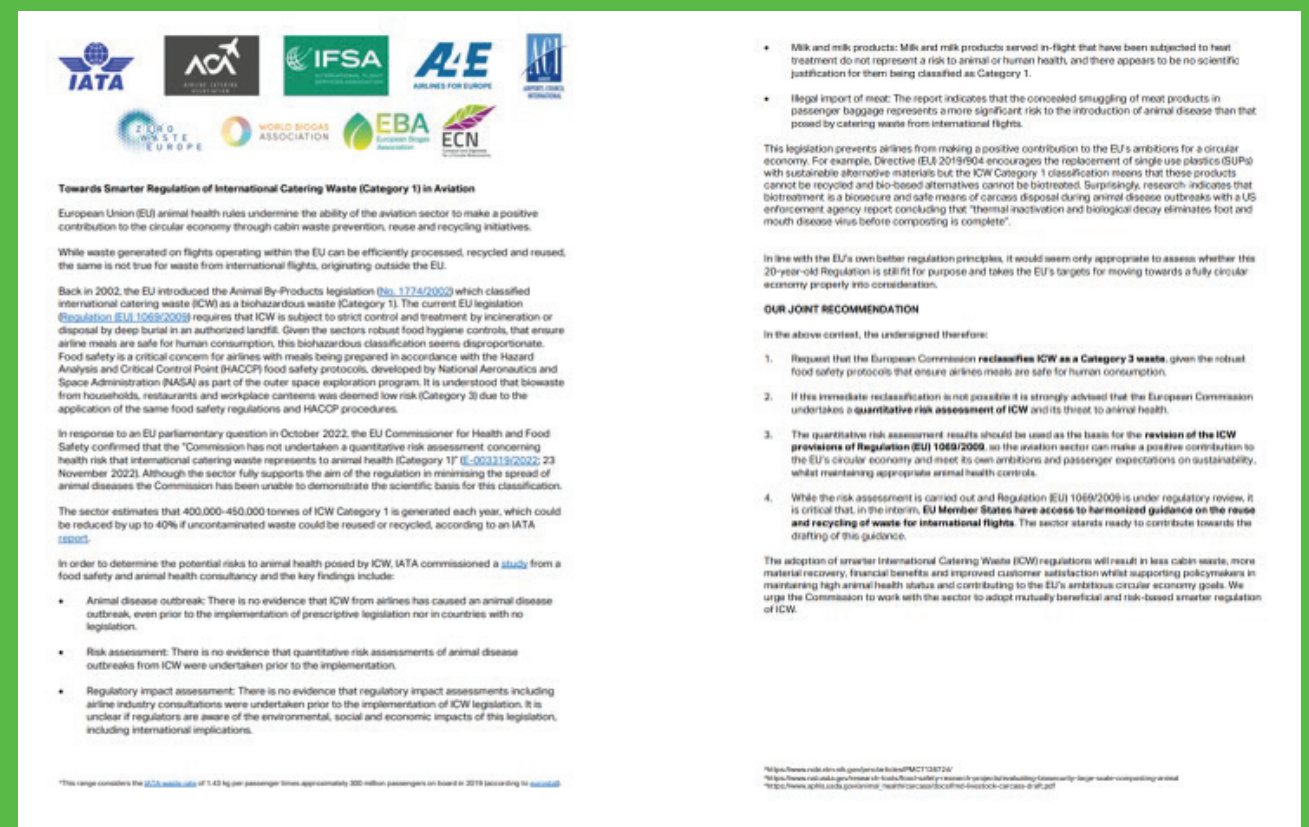 IATA
ACA
AIRLINE CATERING
ASSOCIATION
IFSA
INTERNATIONAL FLIGHT
SERVICES ASSOCIATION
A4E
AIRLINES FOR EUROPE
ACI
AIRPORTS COUNCIL
INTERNATIONAL
ZERO
WASTE
EUROPE
WORLD BIOGAS
ASSOCIATION
EBA
European Biogas
Association
ECN
Towards Smarter Regulation of International Catering Waste (Category 1) in Aviation
European Union (EU) animal health rules undermine the ability of the aviation sector to make a positive
contribution to the circular economy through cabin waste prevention, reuse and recycling initiatives.
While waste generated on flights operating within the EU can be efficiently processed, recycled and reused,
the same is not true for waste from international flights, originating outside the EU.
Back in 2002, the EU introduced the Animal By-Products legislation (No. 1774/2002) which classified
international catering waste (ICW) as a biohazardous waste (Category 1). The current EU legislation
(Regulation (EU) 1069/2009) requires that ICW is subject to strict control and treatment by incineration or
disposal by deep burial in an authorized landfill. Given the sectors robust food hygiene controls, that ensure
airline meals are safe for human consumption, this biohazardous classification seems disproportionate.
Food safety is a critical concern for airlines with meals being prepared in accordance with the Hazard
Analysis and Critical Control Point (HACCP) food safety protocols, developed by National Aeronautics and
Space Administration (NASA) as part of the outer space exploration program. It is understood that biowaste
from households, restaurants and workplace canteens was deemed low risk (Category 3) due to the
application of the same food safety regulations and HACCP procedures.
In response to an EU parliamentary question in October 2022, the EU Commissioner for Health and Food
Safety confirmed that the "Commission has not undertaken a quantitative risk assessment concerning
health risk that international catering waste represents to animal health (Category 1)" (E-003319/2022; 23
November 2022). Although the sector fully supports the aim of the regulation in minimising the spread of
animal diseases the Commission has been unable to demonstrate the scientific basis for this classification.
The sector estimates that 400,000-450,000 tonnes of ICW Category 1 is generated each year, which could
be reduced by up to 40% if uncontaminated waste could be reused or recycled, according to an IATA
report.
In order to determine the potential risks to animal health posed by ICW, IATA commissioned a study from a
food safety and animal health consultancy and the key findings include:
• Animal disease outbreak: There is no evidence that ICW from airlines has caused an animal disease
outbreak, even prior to the implementation of prescriptive legislation nor in countries with no
legislation.
• Risk assessment: There is no evidence that quantitative risk assessments of animal disease
outbreaks from ICW were undertaken prior to the implementation.
• Regulatory impact assessment: There is no evidence that regulatory impact assessments including
airline industry consultations were undertaken prior to the implementation of ICW legislation. It is
unclear if regulators are aware of the environmental, social and economic impacts of this legislation,
including international implications.
*This range considers the IATA waste rate of 1.43 kg per passenger times approximately 300 million passengers on board in 2019 (according to eurostat).
• Milk and milk products: Milk and milk products served in-flight that have been subjected to heat
treatment do not represent a risk to animal or human health, and there appears to be no scientific
justification for them being classified as Category 1.
• Illegal import of meat: The report indicates that the concealed smuggling of meat products in
passenger baggage represents a more significant risk to the introduction of animal disease than that
posed by catering waste from international flights.
This legislation prevents airlines from making a positive contribution to the EU's ambitions for a circular
economy. For example, Directive (EU) 2019/904 encourages the replacement of single use plastics (SUPs)
with sustainable alternative materials but the ICW Category 1 classification means that these products
cannot be recycled and bio-based alternatives cannot be biotreated. Surprisingly, research indicates that
biotreatment is a biosecure and safe means of carcass disposal during animal disease outbreaks with a US
enforcement agency report concluding that "thermal inactivation and biological decay eliminates foot and
mouth disease virus before composting is complete".
In line with the EU's own better regulation principles, it would seem only appropriate to assess whether this
20-year-old Regulation is still fit for purpose and takes the EU's targets for moving towards a fully circular
economy properly into consideration.
OUR JOINT RECOMMENDATION
In the above context, the undersigned therefore:
1. Request that the European Commission reclassifies ICW as a Category 3 waste, given the robust
food safety protocols that ensure airlines meals are safe for human consumption.
2. If this immediate reclassification is not possible it is strongly advised that the European Commission
undertakes a quantitative risk assessment of ICW and its threat to animal health.
3. The quantitative risk assessment results should be used as the basis for the revision of the ICW
provisions of Regulation (EU) 1069/2009, so the aviation sector can make a positive contribution to
the EU's circular economy and meet its own ambitions and passenger expectations on sustainability,
whilst maintaining appropriate animal health controls.
4. While the risk assessment is carried out and Regulation (EU) 1069/2009 is under regulatory review, it
is critical that, in the interim, EU Member States have access to harmonized guidance on the reuse
and recycling of waste for international flights. The sector stands ready to contribute towards the
drafting of this guidance.
The adoption of smarter International Catering Waste (ICW) regulations will result in less cabin waste, more
material recovery, financial benefits and improved customer satisfaction whilst supporting policymakers in
maintaining high animal health status and contributing to the EU's ambitious circular economy goals. We
urge the Commission to work with the sector to adopt mutually beneficial and risk-based smarter regulation
of ICW.